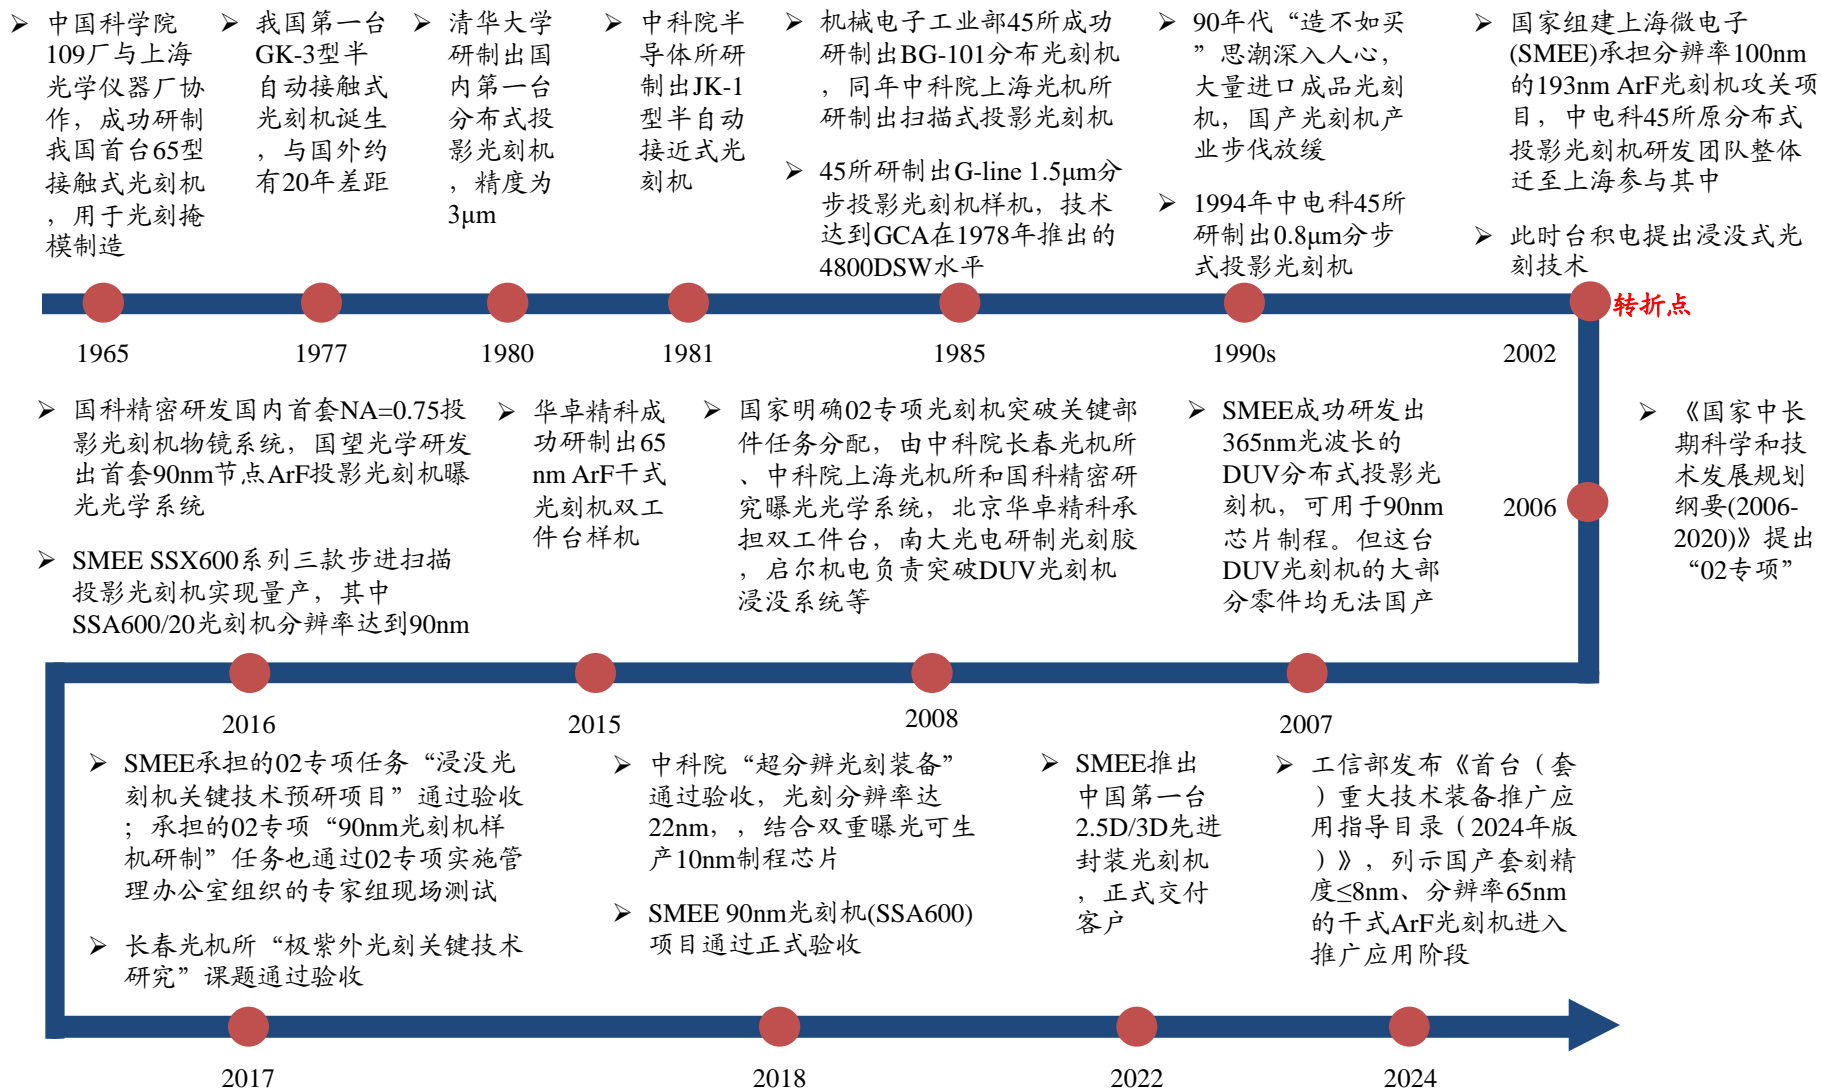 中国科学院
109厂与上海
光学仪器厂协
作，成功研制
我国首台65型
接触式光刻机
，用于光刻掩
模制造
我国第一台
GK-3型半
自动接触式
光刻机诞生
，与国外约
有20年差距
清华大学
研制出国
内第一台
分布式投
影光刻机
，精度为
3μm
中科院半
导体所研
制出JK-1
型半自动
接近式光
刻机
机械电子工业部45所成功
研制出BG-101分布光刻机
，同年中科院上海光机所
研制出扫描式投影光刻机
45所研制出G-line 1.5μm分
步投影光刻机样机，技术
达到GCA在1978年推出的
4800DSW水平
90年代“造不如买
”思潮深入人心，
大量进口成品光刻
机，国产光刻机产
业步伐放缓
1994年中电科45所
研制出0.8μm分步
式投影光刻机
国家组建上海微电子
(SMEE)承担分辨率100nm
的193nm ArF光刻机攻关项
目，中电科45所原分布式
投影光刻机研发团队整体
迁至上海参与其中
此时台积电提出浸没式光
刻技术
转折点
1965
1977
1980
1981
1985
1990s
2002
《国家中长
期科学和技
术发展规划
纲要(2006-
2020)》提出
“02专项”
2006
国科精密研发国内首套NA=0.75投
影光刻机物镜系统，国望光学研发
出首套90nm节点ArF投影光刻机曝
光光学系统
SMEE SSX600系列三款步进扫描
投影光刻机实现量产，其中
SSA600/20光刻机分辨率达到90nm
华卓精科成
功研制出65
nm ArF干式
光刻机双工
件台样机
国家明确02专项光刻机突破关键部
件任务分配，由中科院长春光机所
、中科院上海光机所和国科精密研
究曝光光学系统，北京华卓精科承
担双工件台，南大光电研制光刻胶
，启尔机电负责突破DUV光刻机
浸没系统等
SMEE成功研发出
365nm光波长的
DUV分布式投影光
刻机，可用于90nm
芯片制程。但这台
DUV光刻机的大部
分零件均无法国产
2016
2015
2008
2007
SMEE承担的02专项任务“浸没光
刻机关键技术预研项目”通过验收
；承担的02专项“90nm光刻机样
机研制”任务也通过02专项实施管
理办公室组织的专家组现场测试
长春光机所“极紫外光刻关键技术
研究”课题通过验收
中科院“超分辨光刻装备”
通过验收，光刻分辨率达
22nm，，结合双重曝光可生
产10nm制程芯片
SMEE 90nm光刻机(SSA600)
项目通过正式验收
SMEE推出
中国第一台
2.5D/3D先进
封装光刻机
，正式交付
客户
工信部发布《首台（套
）重大技术装备推广应
用指导目录（2024年版
）》，列示国产套刻精
度≤8nm、分辨率65nm
的干式ArF光刻机进入
推广应用阶段
2017
2018
2022
2024